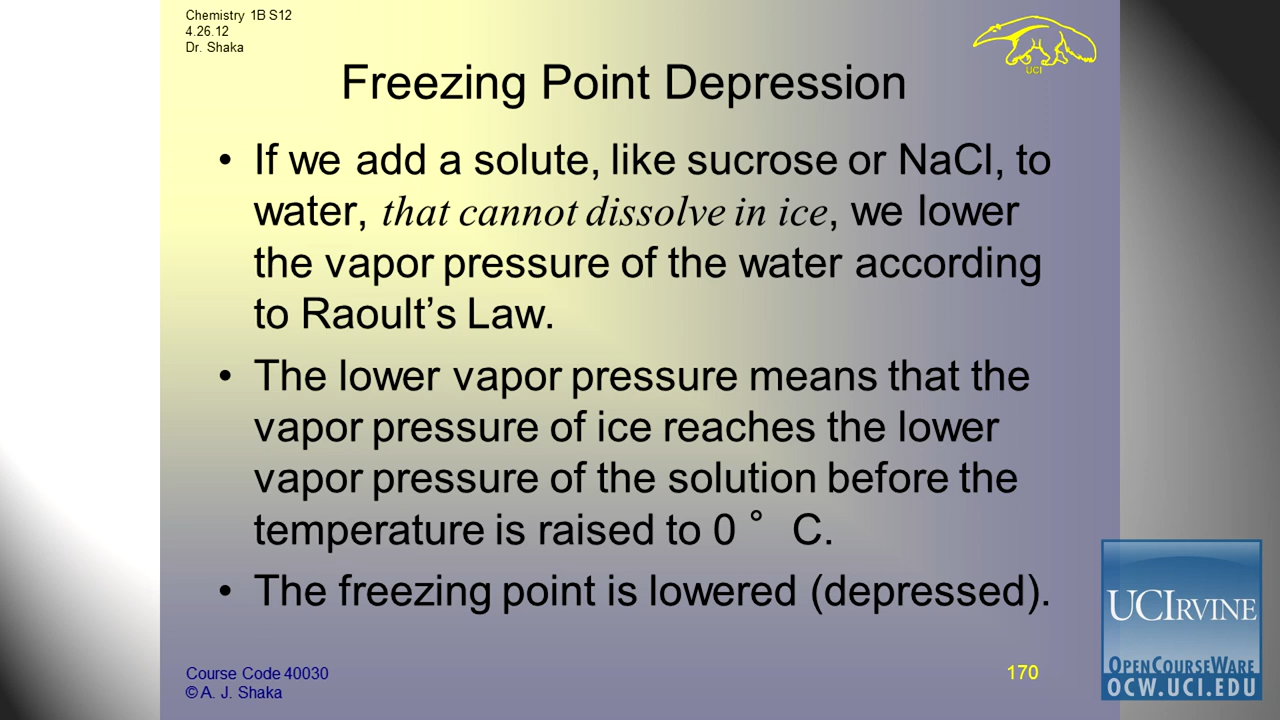 Chemistry 1B S12
4.26.12
Dr. Shaka
UCI
Freezing Point Depression
• If we add a solute, like sucrose or NaCl, to
water, that cannot dissolve in ice, we lower
the vapor pressure of the water according
to Raoult’s Law.
• The lower vapor pressure means that the
vapor pressure of ice reaches the lower
vapor pressure of the solution before the
temperature is raised to 0 ° C.
• The freezing point is lowered (depressed).
Course Code 40030
© A. J. Shaka
170
UCIRVINE
OPENCOURSEWARE
OCW.UCI.EDU